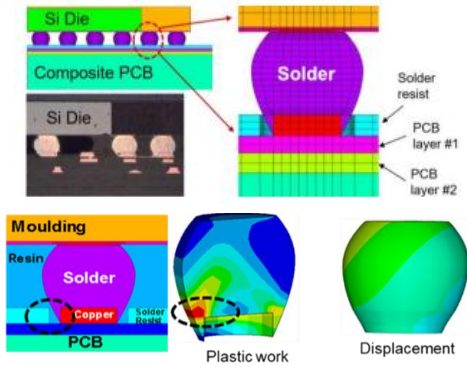 Si Die
Composite PCB
Si Die
Solder
Solder
resist
PCB
layer #1
PCB
layer #2
Moulding
Resin
Solder
Copper
Solder
Resist
PCB
Plastic work
Displacement